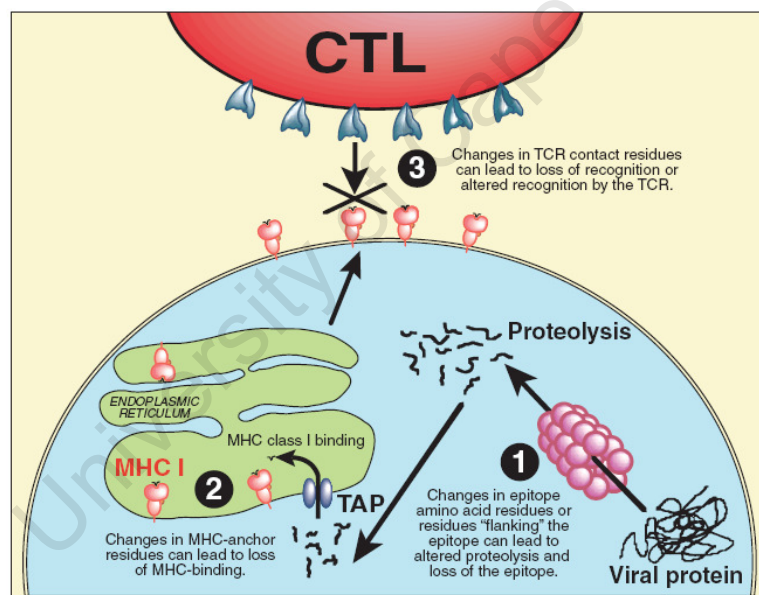 CTL
3
Changes in TCR contact residues
can lead to loss of recognition or
altered recognition by the TCR.
Proteolysis
ENDOPLASMIC
RETICULUM
MHC class I binding
MHC I
2
TAP
1
Changes in MHC-anchor
residues can lead to loss
of MHC-binding.
Changes in epitope
amino acid residues or
residues “flanking” the
epitope can lead to
altered proteolysis and
loss of the epitope.
Viral protein
University of Cape